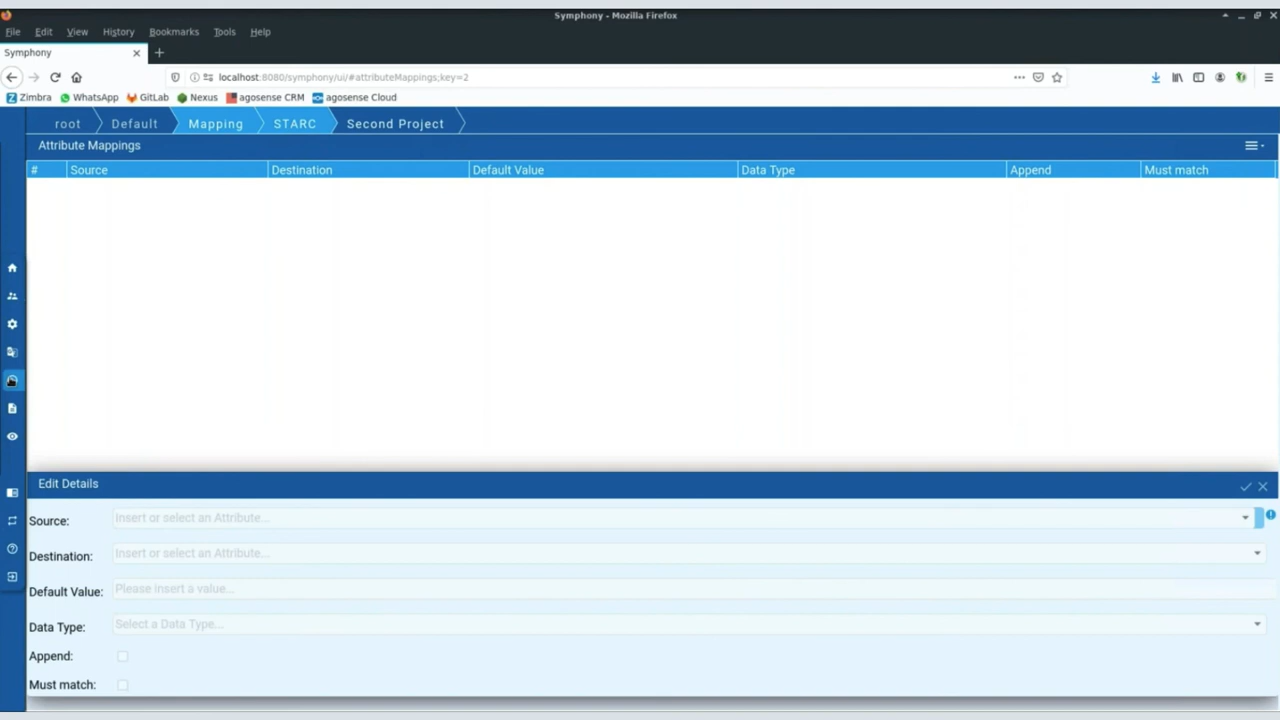 Symphony - Mozilla Firefox
File Edit View History Bookmarks Tools Help
Symphony
localhost:8080/symphony/ui/#attributeMappings;key=2
Zimbra WhatsApp GitLab Nexus agosense CRM agosense Cloud
root Default Mapping STARC Second Project
Attribute Mappings
# Source Destination Default Value Data Type Append Must match
Edit Details
Source: Insert or select an Attribute...
Destination: Insert or select an Attribute...
Default Value: Please insert a value...
Data Type: Select a Data Type...
Append:
Must match: